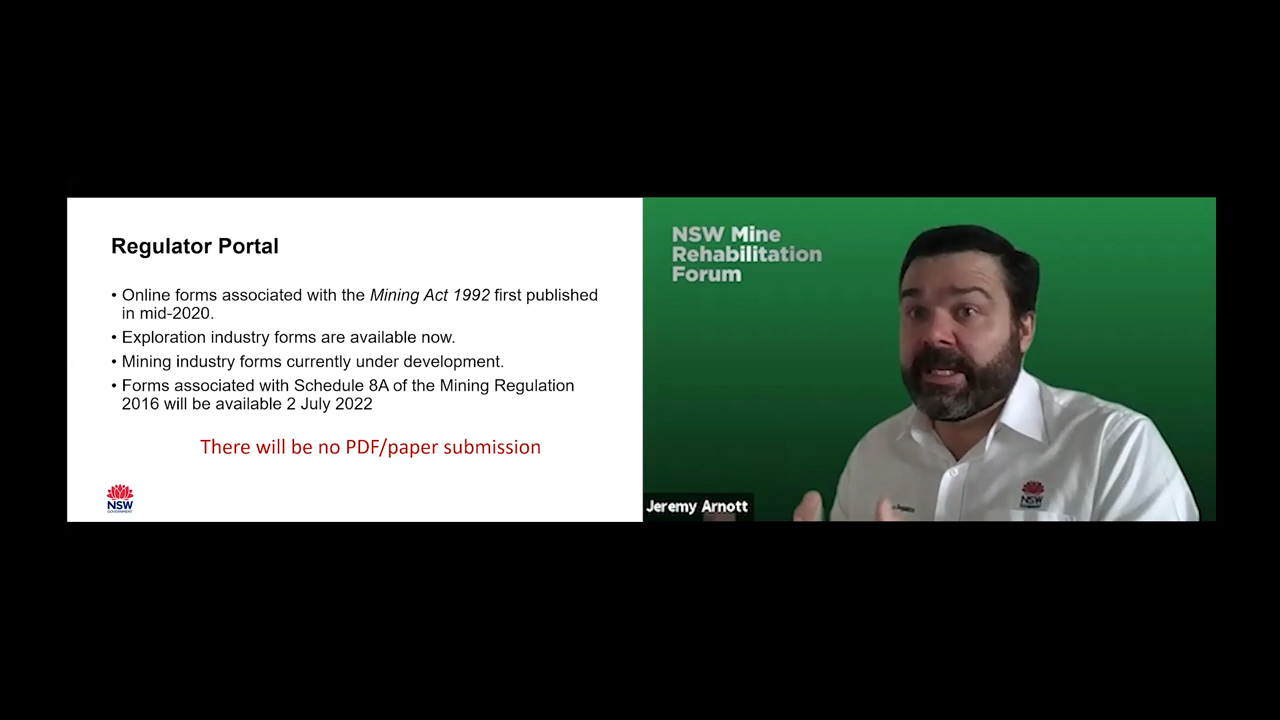 Regulator Portal
• Online forms associated with the Mining Act 1992 first published
in mid-2020.
• Exploration industry forms are available now.
• Mining industry forms currently under development.
• Forms associated with Schedule 8A of the Mining Regulation
2016 will be available 2 July 2022
There will be no PDF/paper submission
NSW
GOVERNMENT
NSW Mine
Rehabilitation
Forum
Jeremy Arnott
NSW